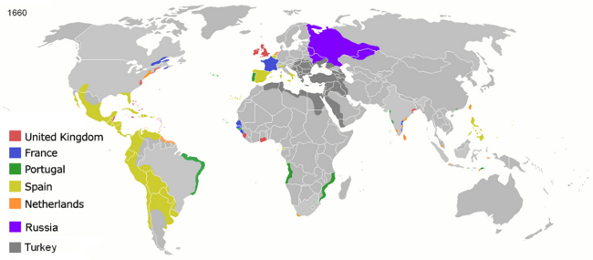 1660
United Kingdom
France
Portugal
Spain
Netherlands
Russia
Turkey